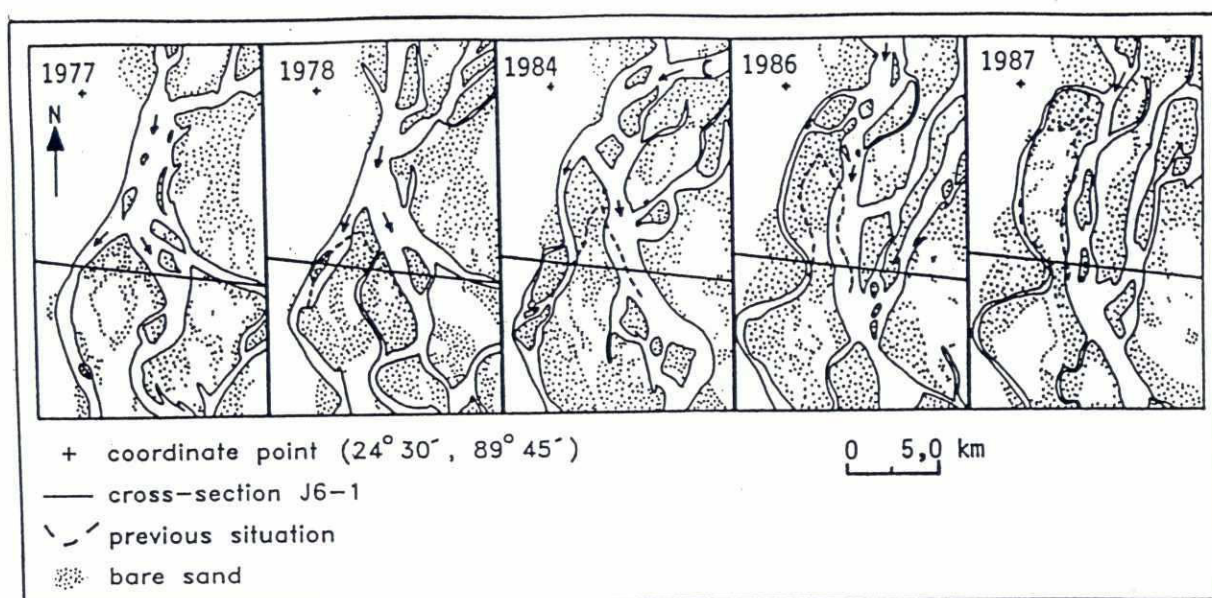 1977 1978 1984 1986 1987
N
+ coordinate point (24° 30´ , 89° 45´)
0 5,0 km
cross-section J6-1
previous situation
bare sand